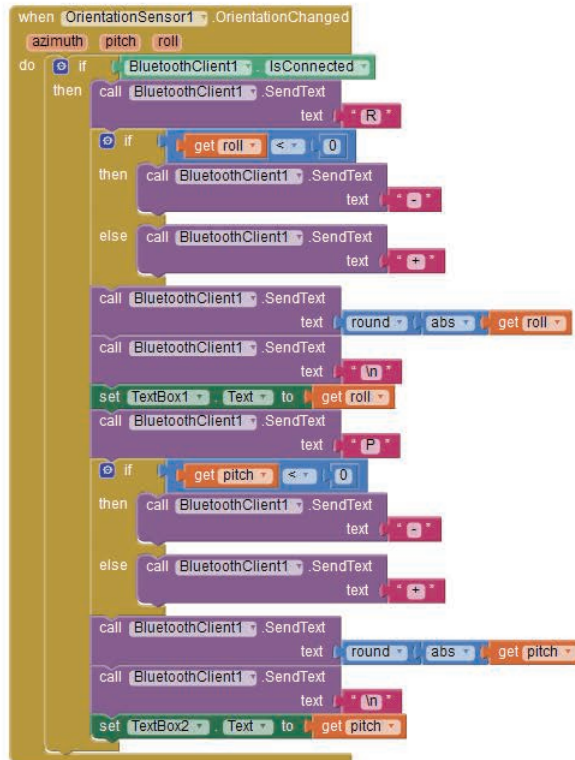 when OrientationSensor1 .OrientationChanged
azimuth pitch roll
do if BluetoothClient1 . IsConnected
then call BluetoothClient1 .SendText
text " R "
if get roll < 0
then call BluetoothClient1 .SendText
text " - "
else call BluetoothClient1 .SendText
text " + "
call BluetoothClient1 .SendText
text round abs get roll
call BluetoothClient1 .SendText
text " \n "
set TextBox1 . Text to get roll
call BluetoothClient1 .SendText
text " P "
if get pitch < 0
then call BluetoothClient1 .SendText
text " - "
else call BluetoothClient1 .SendText
text " + "
call BluetoothClient1 .SendText
text round abs get pitch
call BluetoothClient1 .SendText
text " \n "
set TextBox2 . Text to get pitch